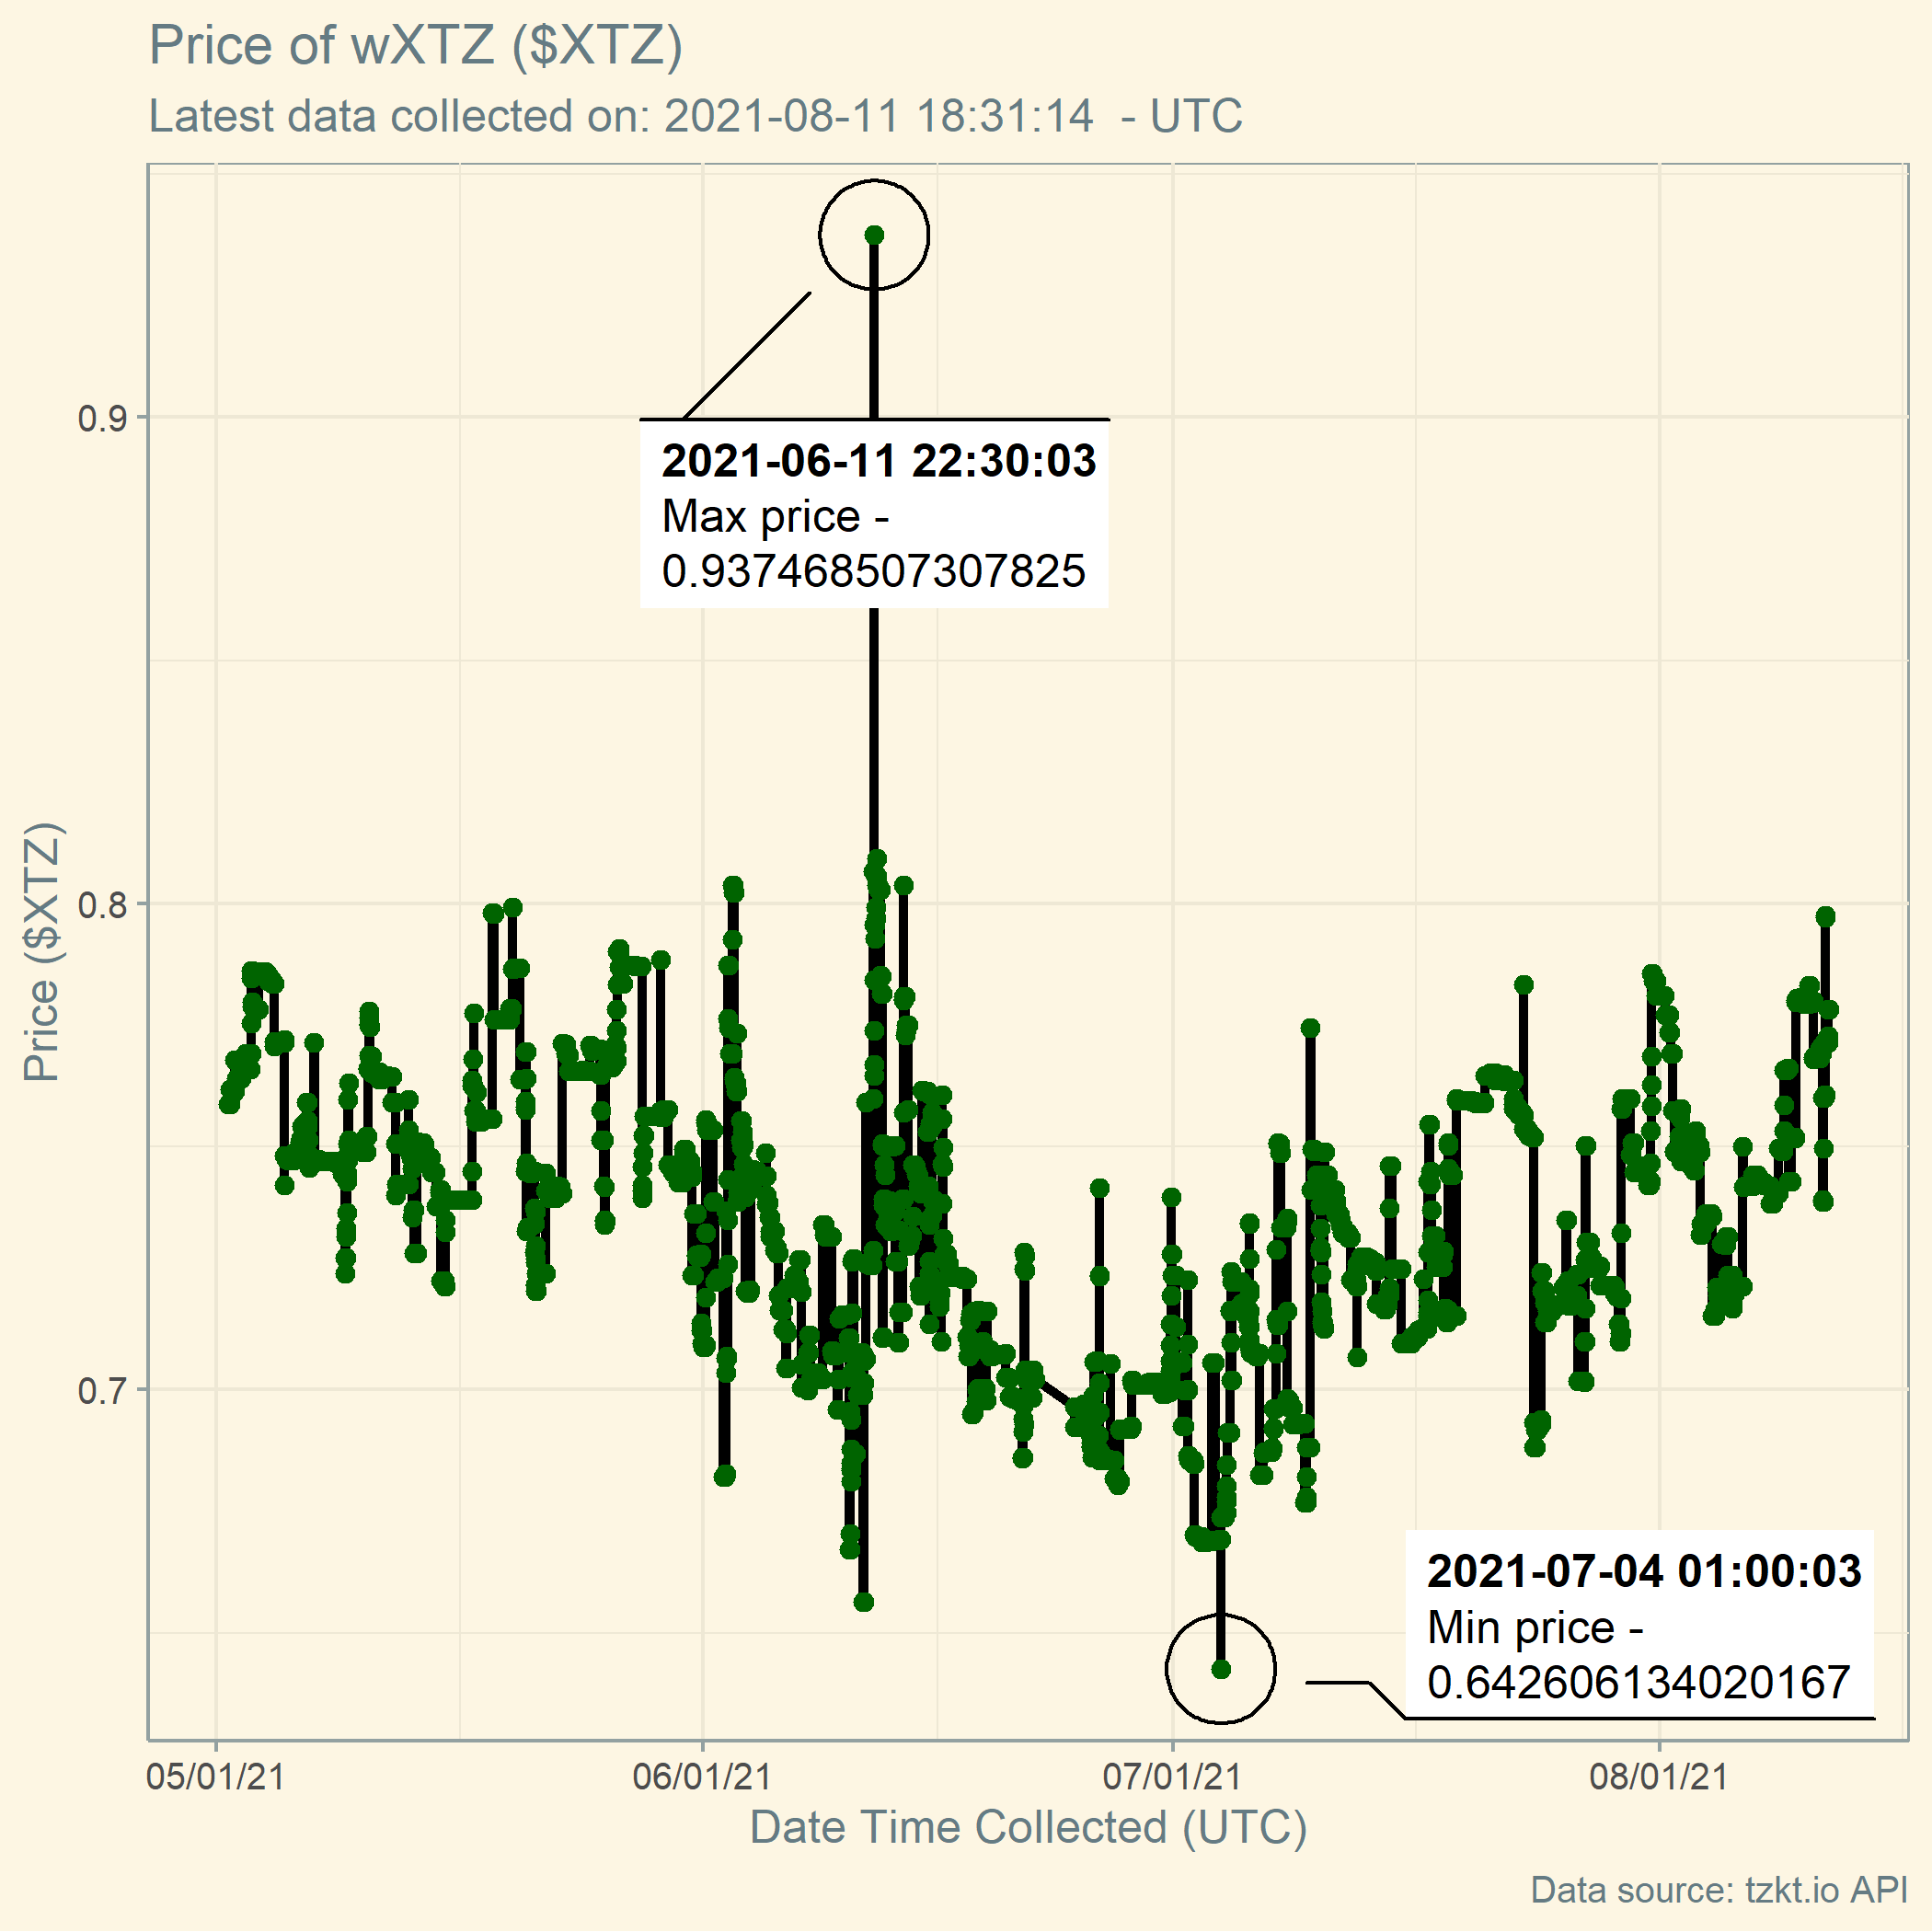 Price of wXTZ ($XTZ)
Latest data collected on: 2021-08-11 18:31:14  - UTC
2021-06-11 22:30:03
Max price -
0.937468507307825
2021-07-04 01:00:03
Min price -
0.642606134020167
Price ($XTZ)
0.9
0.8
0.7
05/01/21
06/01/21
07/01/21
08/01/21
Date Time Collected (UTC)
Data source: tzkt.io API